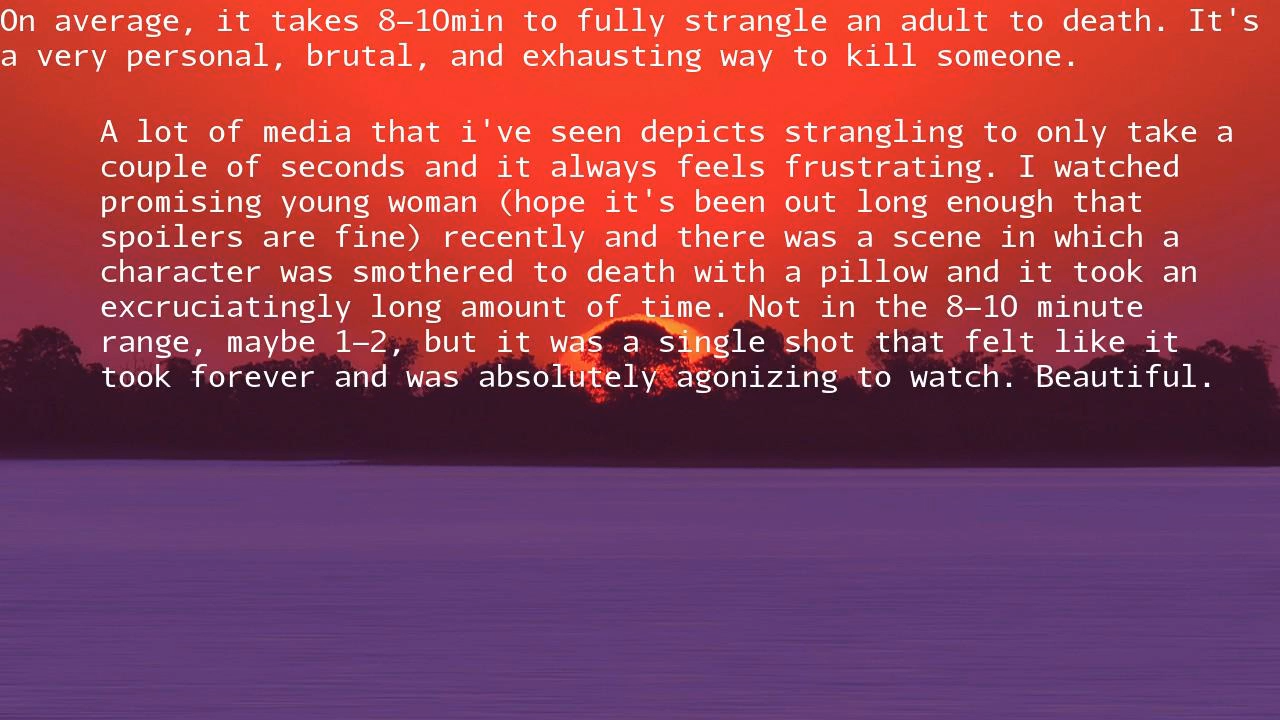 On average, it takes 8–10min to fully strangle an adult to death. It's
a very personal, brutal, and exhausting way to kill someone.
A lot of media that i've seen depicts strangling to only take a
couple of seconds and it always feels frustrating. I watched
promising young woman (hope it's been out long enough that
spoilers are fine) recently and there was a scene in which a
character was smothered to death with a pillow and it took an
excruciatingly long amount of time. Not in the 8–10 minute
range, maybe 1–2, but it was a single shot that felt like it
took forever and was absolutely agonizing to watch. Beautiful.